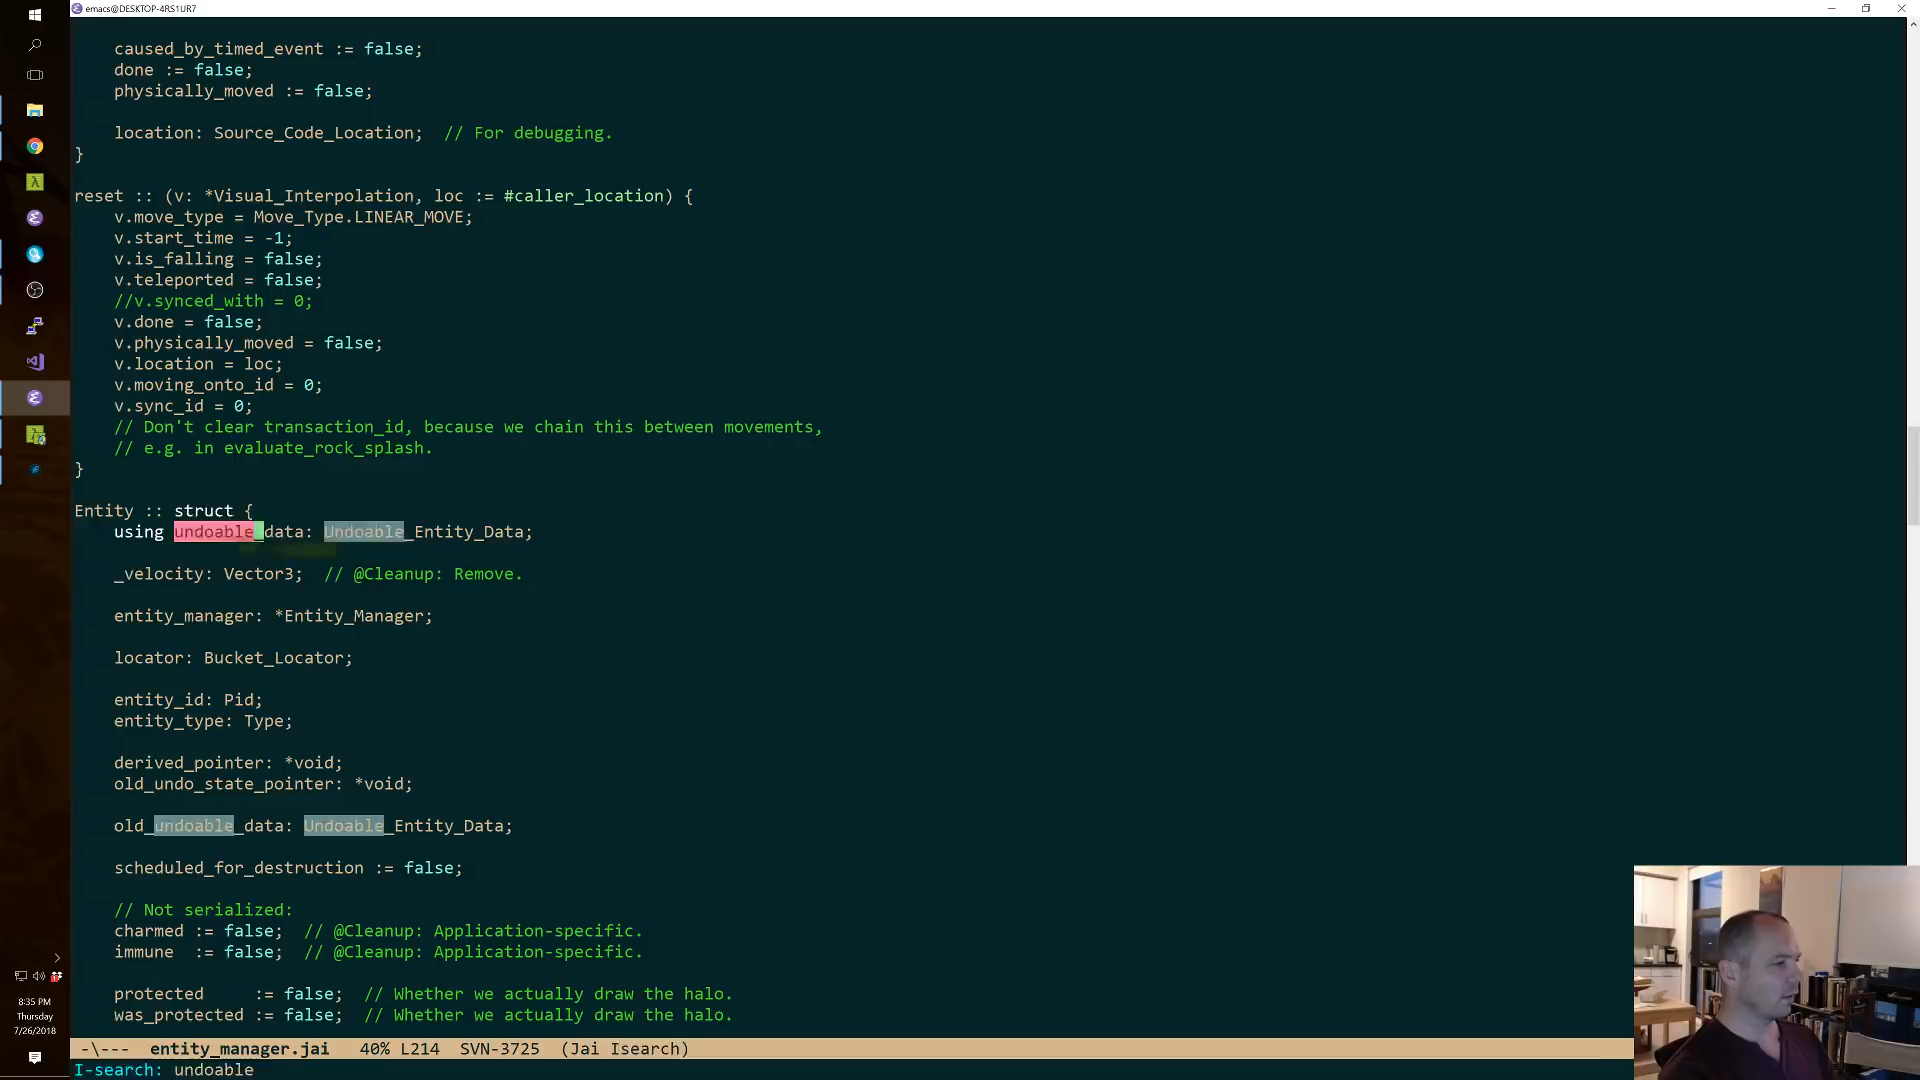 emacs@DESKTOP-4RS1UR7
caused_by_timed_event := false;
done := false;
physically_moved := false;
location: Source_Code_Location;  // For debugging.
}
reset :: (v: *Visual_Interpolation, loc := #caller_location) {
v.move_type = Move_Type.LINEAR_MOVE;
v.start_time = -1;
v.is_falling = false;
v.teleported = false;
//v.synced_with = 0;
v.done = false;
v.physically_moved = false;
v.location = loc;
v.moving_onto_id = 0;
v.sync_id = 0;
// Don't clear transaction_id, because we chain this between movements,
// e.g. in evaluate_rock_splash.
}
Entity :: struct {
using undoable_data: Undoable_Entity_Data;
_velocity: Vector3;  // @Cleanup: Remove.
entity_manager: *Entity_Manager;
locator: Bucket_Locator;
entity_id: Pid;
entity_type: Type;
derived_pointer: *void;
old_undo_state_pointer: *void;
old_undoable_data: Undoable_Entity_Data;
scheduled_for_destruction := false;
// Not serialized:
charmed := false;  // @Cleanup: Application-specific.
immune  := false;  // @Cleanup: Application-specific.
protected     := false;  // Whether we actually draw the halo.
was_protected := false;  // Whether we actually draw the halo.
-\---  entity_manager.jai   40% L214  SVN-3725  (Jai Isearch)
I-search: undoable
8:35 PM
Thursday
7/26/2018